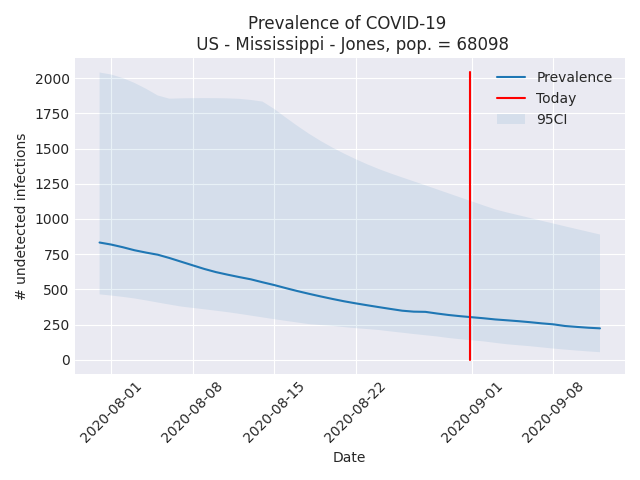 Prevalence of COVID-19
US - Mississippi - Jones, pop. = 68098
# undetected infections
2000
1750
1500
1250
1000
750
500
250
0
Prevalence
Today
95CI
2020-08-01
2020-08-08
2020-08-15
2020-08-22
2020-09-01
2020-09-08
Date